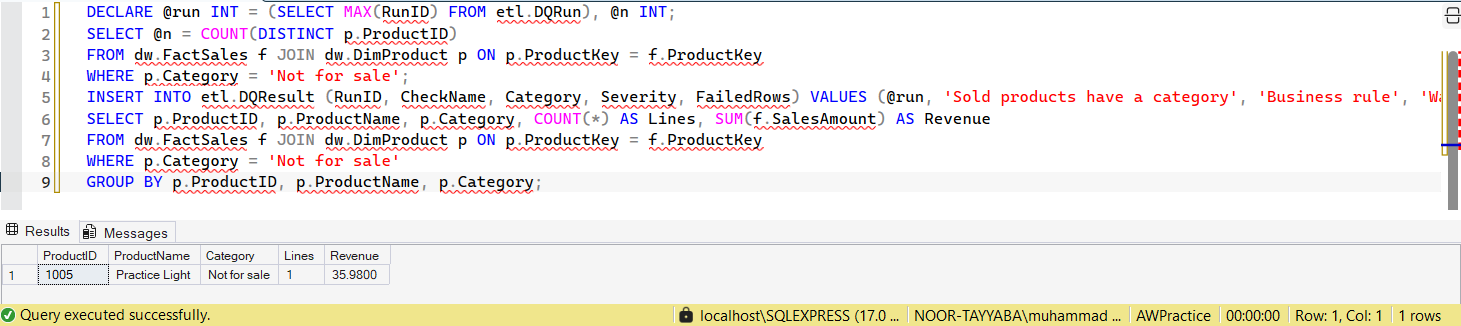 1 DECLARE @run INT = (SELECT MAX(RunID) FROM etl.DQRun), @n INT;
2 SELECT @n = COUNT(DISTINCT p.ProductID)
3 FROM dw.FactSales f JOIN dw.DimProduct p ON p.ProductKey = f.ProductKey
4 WHERE p.Category = 'Not for sale';
5 INSERT INTO etl.DQResult (RunID, CheckName, Category, Severity, FailedRows) VALUES (@run, 'Sold products have a category', 'Business rule', 'Wa
6 SELECT p.ProductID, p.ProductName, p.Category, COUNT(*) AS Lines, SUM(f.SalesAmount) AS Revenue
7 FROM dw.FactSales f JOIN dw.DimProduct p ON p.ProductKey = f.ProductKey
8 WHERE p.Category = 'Not for sale'
9 GROUP BY p.ProductID, p.ProductName, p.Category;
Results Messages
ProductID ProductName Category Lines Revenue
1 1005 Practice Light Not for sale 1 35.9800
Query executed successfully. localhost\SQLEXPRESS (17.0 ... NOOR-TAYYABA\muhammad ... AWPractice 00:00:00 Row: 1, Col: 1 1 rows